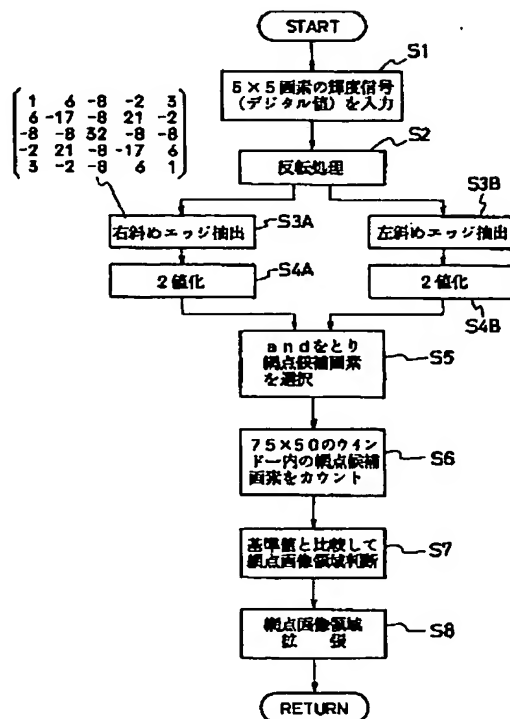 START
S1
5×5画素の輝度信号
(デジタル値)を入力
S2
反転処理
1 6 -8 -2 3
6 -17 -8 21 -2
-8 -8 32 -8 -8
-2 21 -8 -17 6
3 -2 -8 6 1
右斜めエッジ抽出
S3A
左斜めエッジ抽出
S3B
2値化
S4A
2値化
S4B
andをとり
網点候補画素
を選択
S5
75×50のウイン
ドー内の網点候補
画素をカウント
S6
基準値と比較して
網点画像領域判断
S7
網点画像領域
拡 張
S8
RETURN